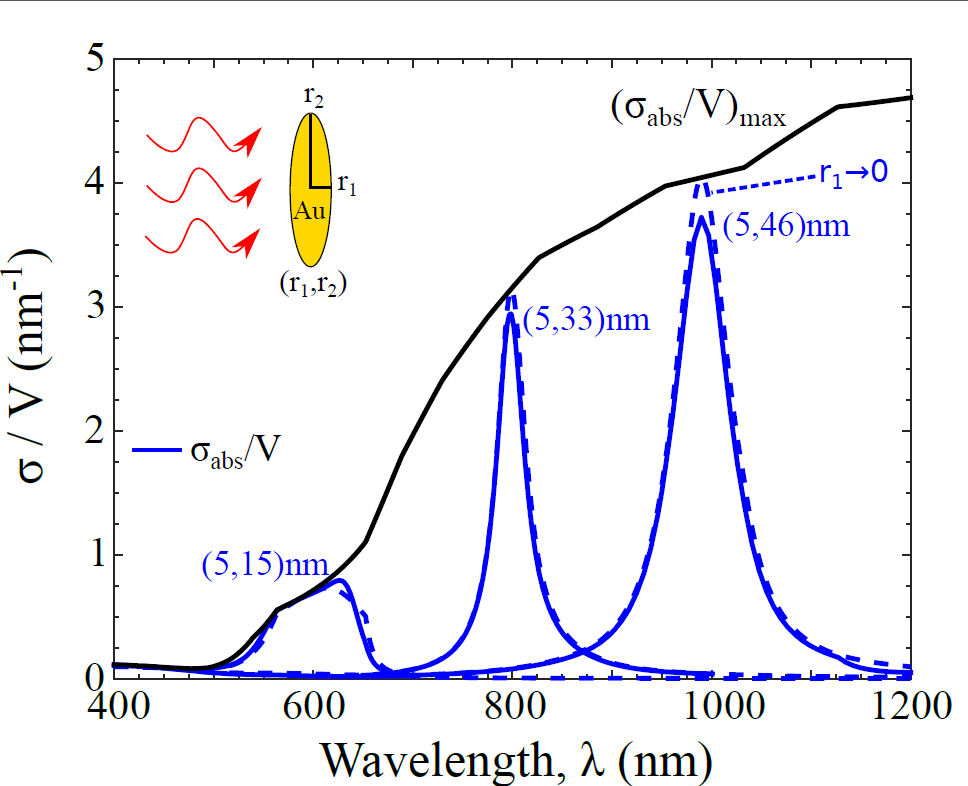 5
4
3
2
1
0
σ / V (nm⁻¹)
r₂
r₁
Au
(r₁,r₂)
(σabs/V)max
r₁→0
(5,46)nm
(5,33)nm
σabs/V
(5,15)nm
400 600 800 1000 1200
Wavelength, λ (nm)